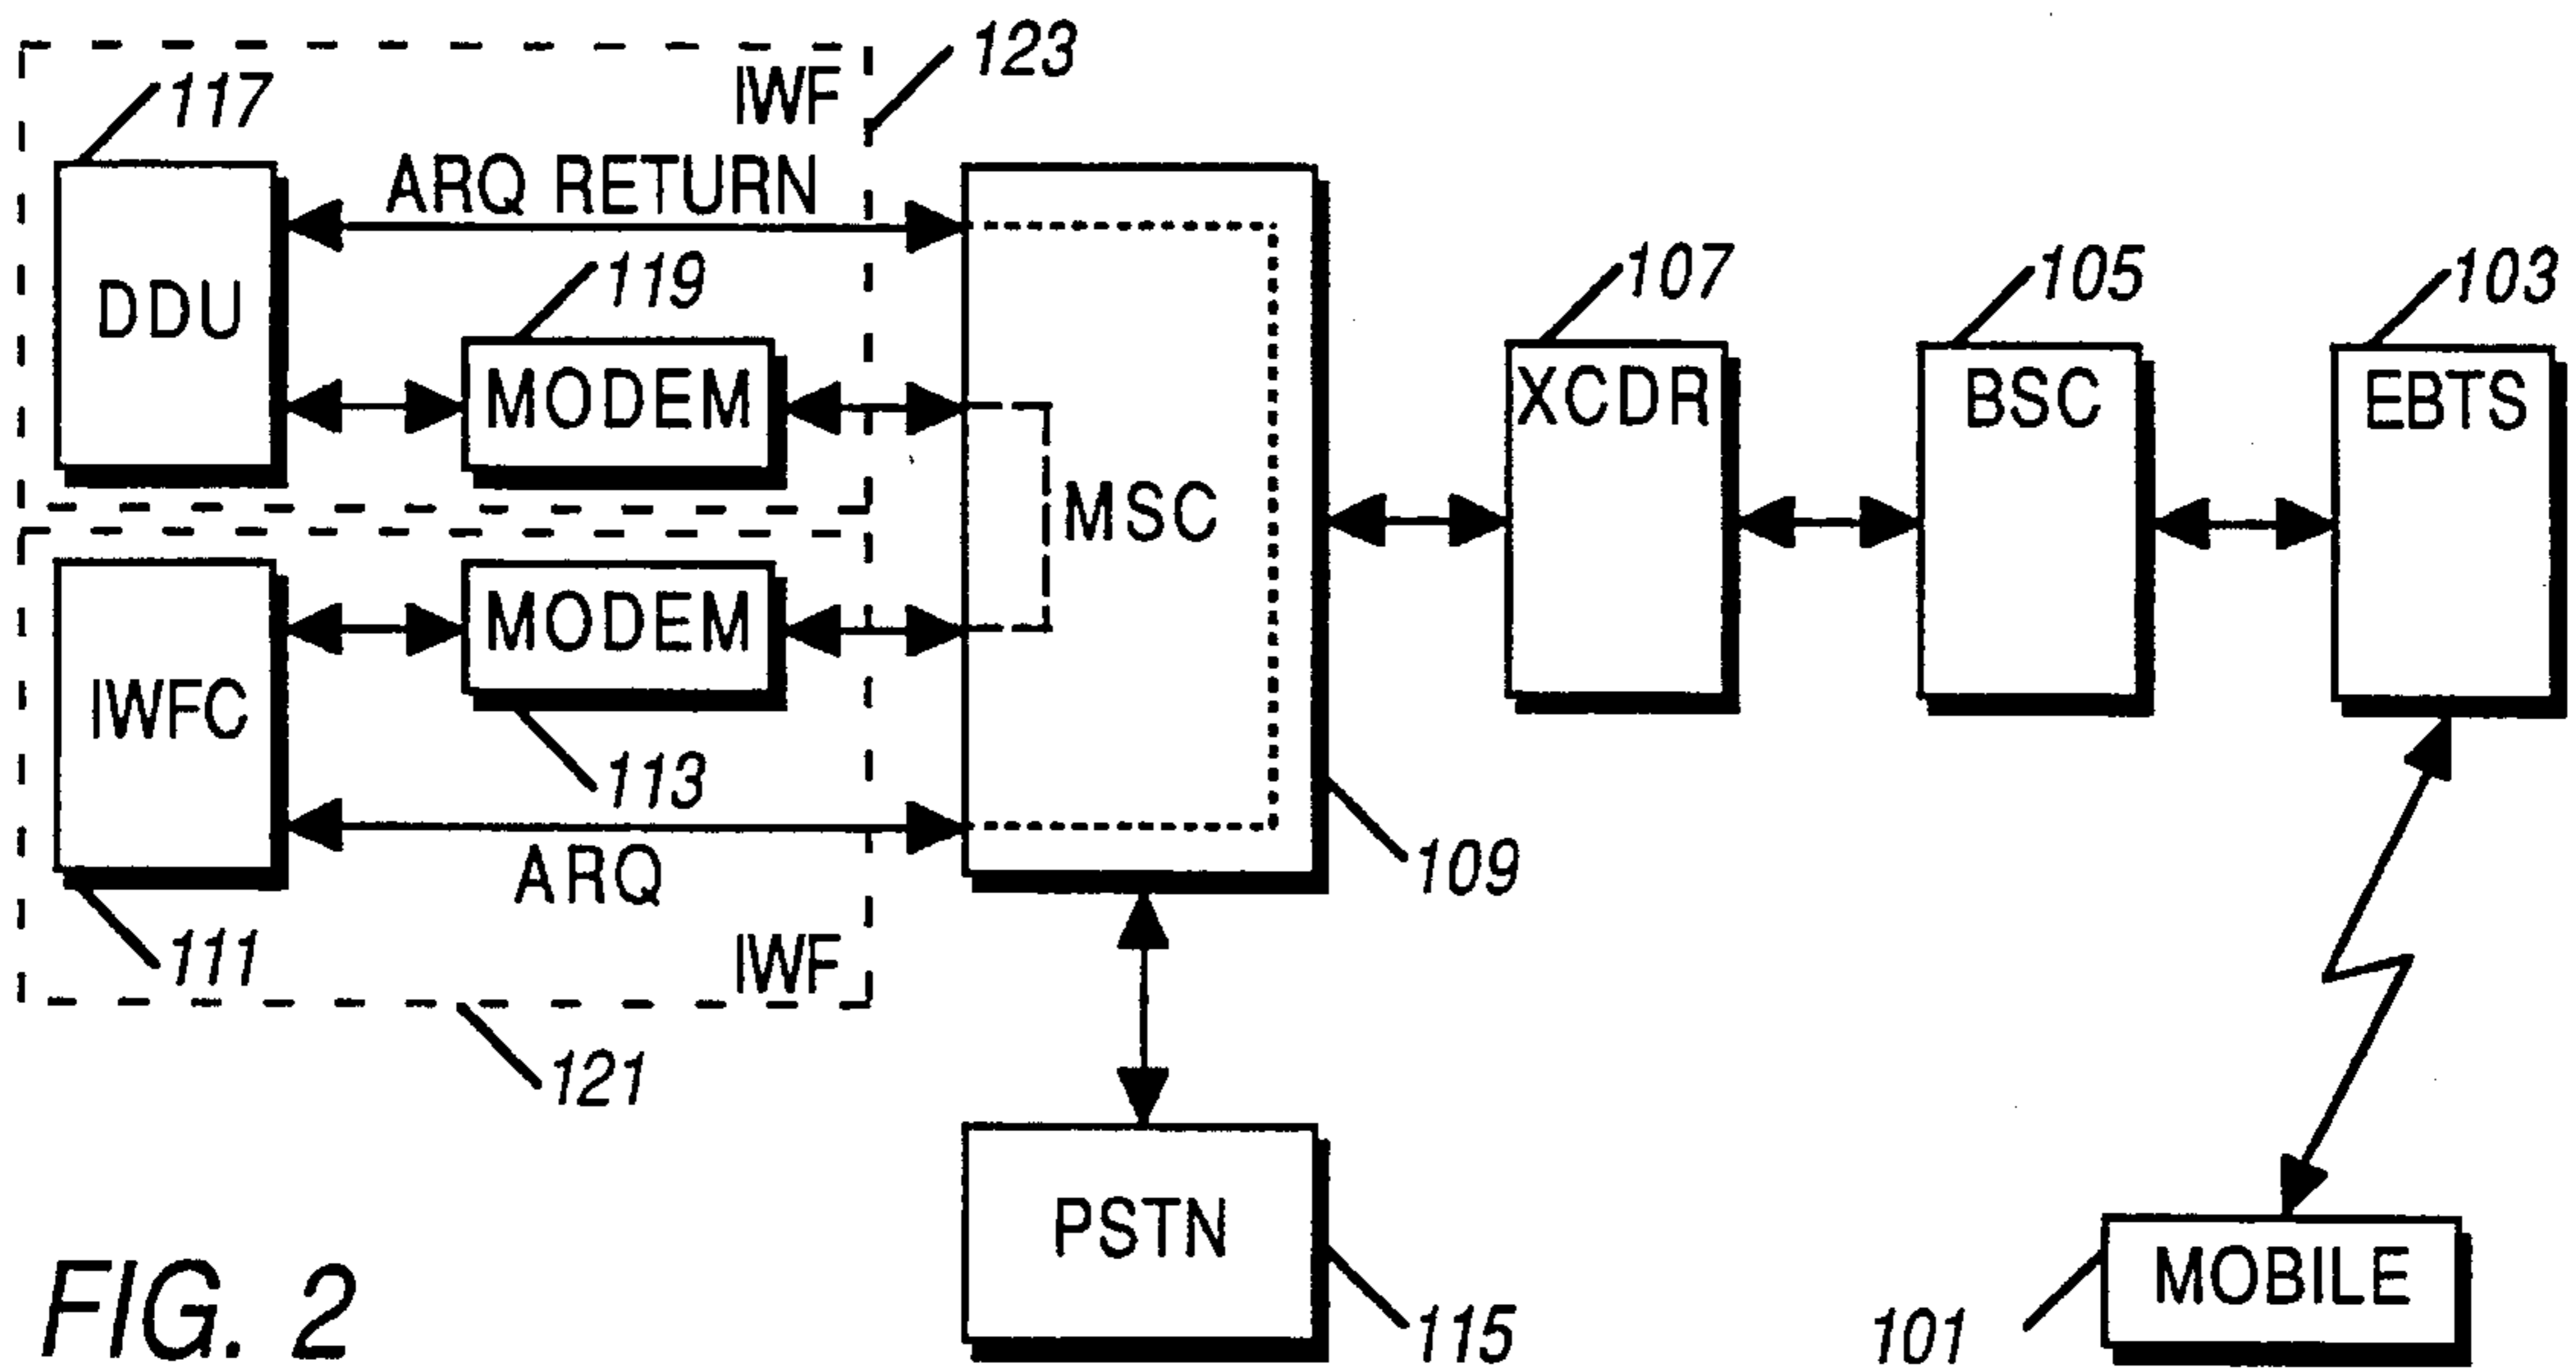 123
IWF
117
ARQ RETURN
DDU
119
MODEM
107
105
103
XCDR
BSC
EBTS
MSC
MODEM
IWFC
113
ARQ
109
111
IWF
121
PSTN
115
MOBILE
101
FIG. 2